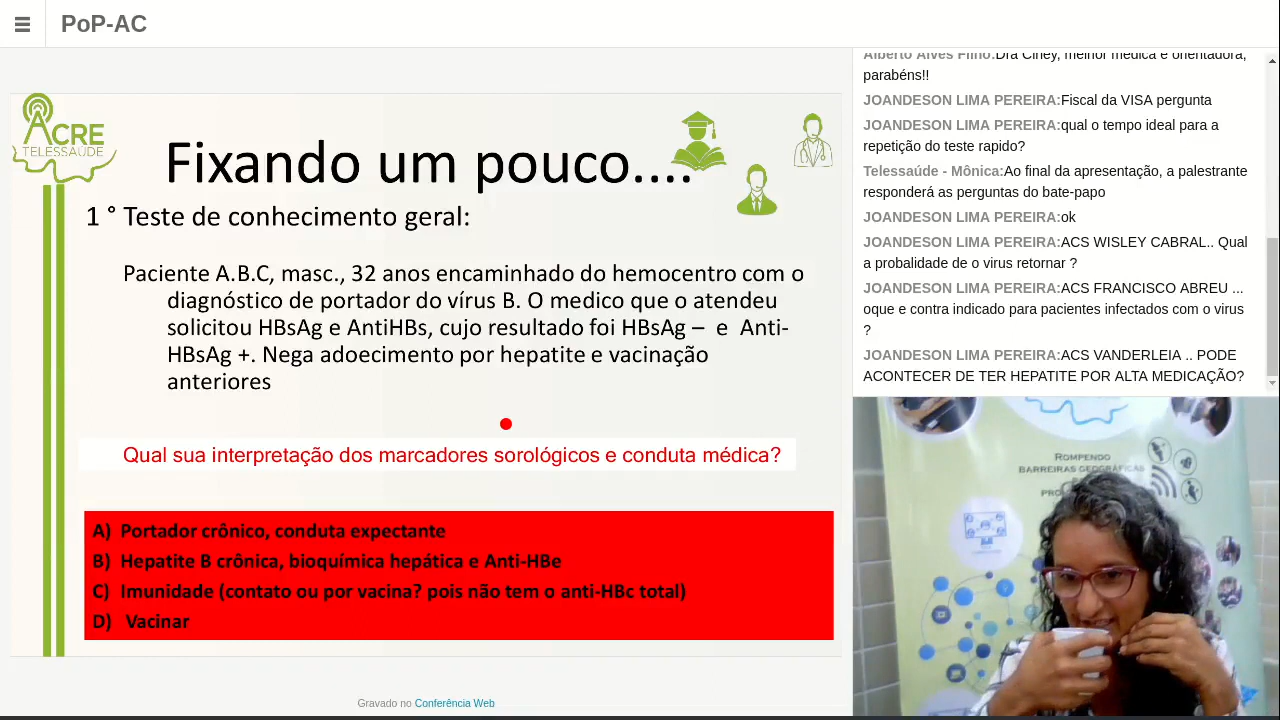 PoP-AC
ACRE
TELESSAÚDE
Fixando um pouco....
1 ° Teste de conhecimento geral:
Paciente A.B.C, masc., 32 anos encaminhado do hemocentro com o
diagnóstico de portador do vírus B. O medico que o atendeu
solicitou HBsAg e AntiHBs, cujo resultado foi HBsAg – e Anti-
HBsAg +. Nega adoecimento por hepatite e vacinação
anteriores
Qual sua interpretação dos marcadores sorológicos e conduta médica?
A) Portador crônico, conduta expectante
B) Hepatite B crônica, bioquímica hepática e Anti-HBe
C) Imunidade (contato ou por vacina? pois não tem o anti-HBc total)
D) Vacinar
Gravado no Conferência Web
Alberto Alves Filho:Dra Cirley, melhor médica e orientadora,
parabéns!!
JOANDESON LIMA PEREIRA:Fiscal da VISA pergunta
JOANDESON LIMA PEREIRA:qual o tempo ideal para a
repetição do teste rapido?
Telessaúde - Mônica:Ao final da apresentação, a palestrante
responderá as perguntas do bate-papo
JOANDESON LIMA PEREIRA:ok
JOANDESON LIMA PEREIRA:ACS WISLEY CABRAL.. Qual
a probalidade de o virus retornar ?
JOANDESON LIMA PEREIRA:ACS FRANCISCO ABREU ...
oque e contra indicado para pacientes infectados com o virus
?
JOANDESON LIMA PEREIRA:ACS VANDERLEIA .. PODE
ACONTECER DE TER HEPATITE POR ALTA MEDICAÇÃO?
ROMPENDO
BARREIRAS GEOGRÁFICAS